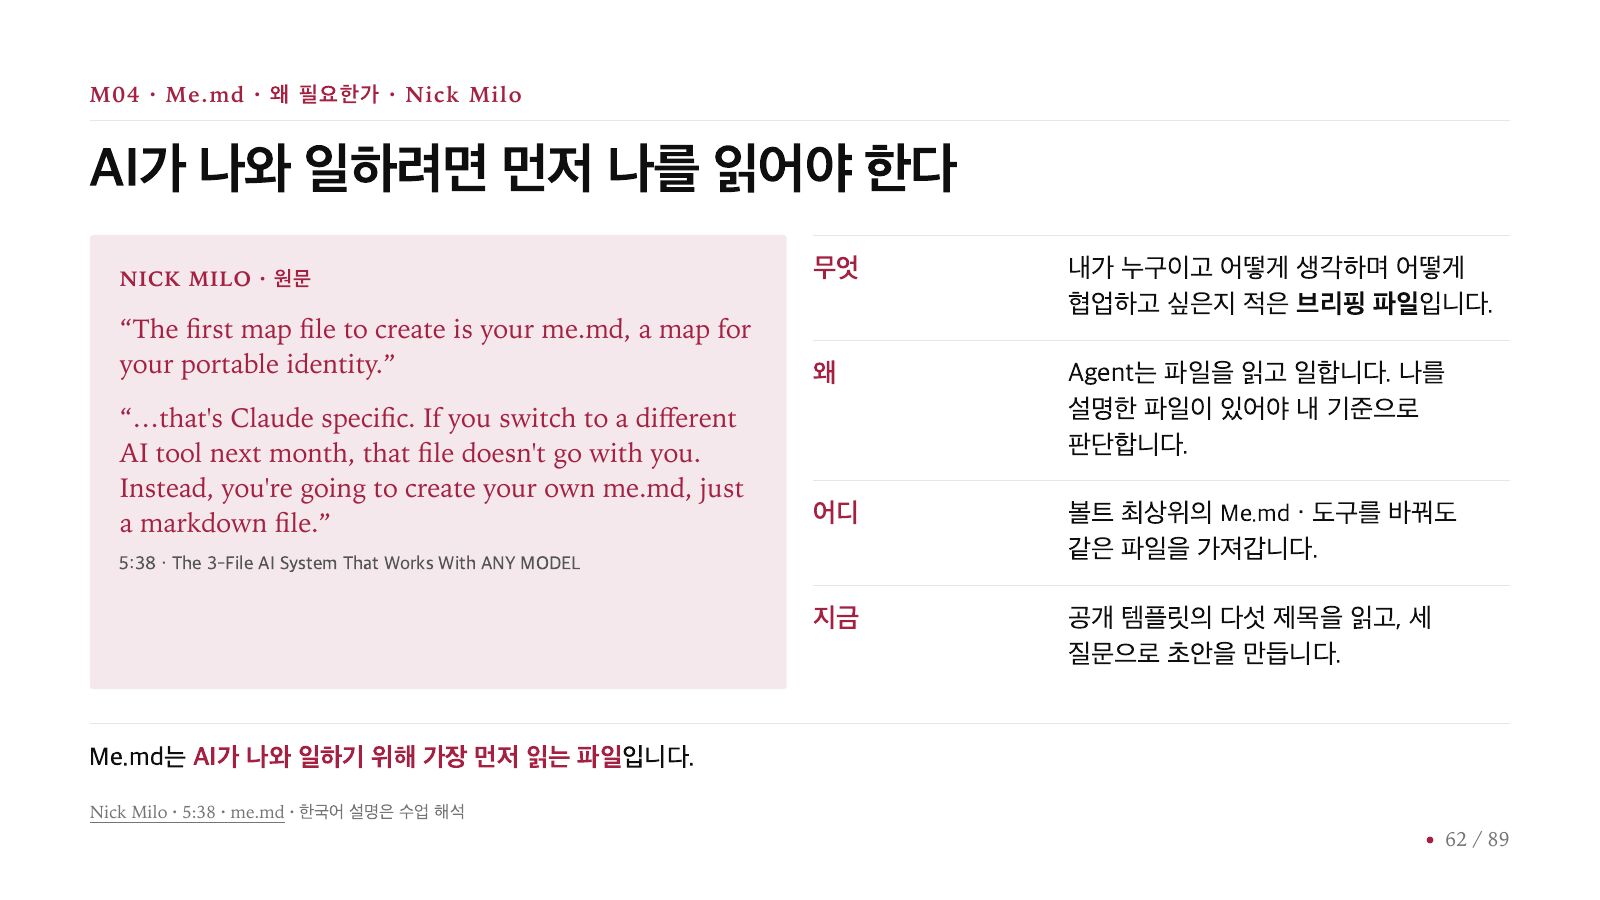 M04 · Me.md · 왜 필요한가 · Nick Milo
AI가 나와 일하려면 먼저 나를 읽어야 한다
NICK MILO · 원문
“The first map file to create is your me.md, a map for
your portable identity.”
“…that's Claude specific. If you switch to a different
AI tool next month, that file doesn't go with you.
Instead, you're going to create your own me.md, just
a markdown file.”
5:38 · The 3-File AI System That Works With ANY MODEL
무엇
내가 누구이고 어떻게 생각하며 어떻게
협업하고 싶은지 적은 브리핑 파일입니다.
왜
Agent는 파일을 읽고 일합니다. 나를
설명한 파일이 있어야 내 기준으로
판단합니다.
어디
볼트 최상위의 Me.md · 도구를 바꿔도
같은 파일을 가져갑니다.
지금
공개 템플릿의 다섯 제목을 읽고, 세
질문으로 초안을 만듭니다.
Me.md는 AI가 나와 일하기 위해 가장 먼저 읽는 파일입니다.
Nick Milo · 5:38 · me.md · 한국어 설명은 수업 해석
• 62 / 89